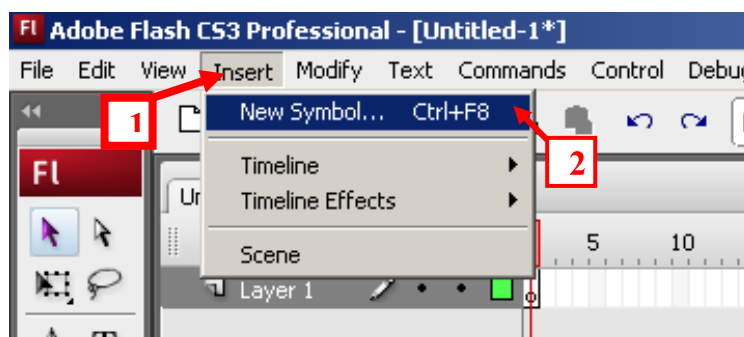 Fl Adobe Flash CS3 Professional - [Untitled-1*]
File Edit View Insert Modify Text Commands Control Debug
1
New Symbol... Ctrl+F8
2
Fl
Timeline
Timeline Effects
5 10
Scene
Layer 1